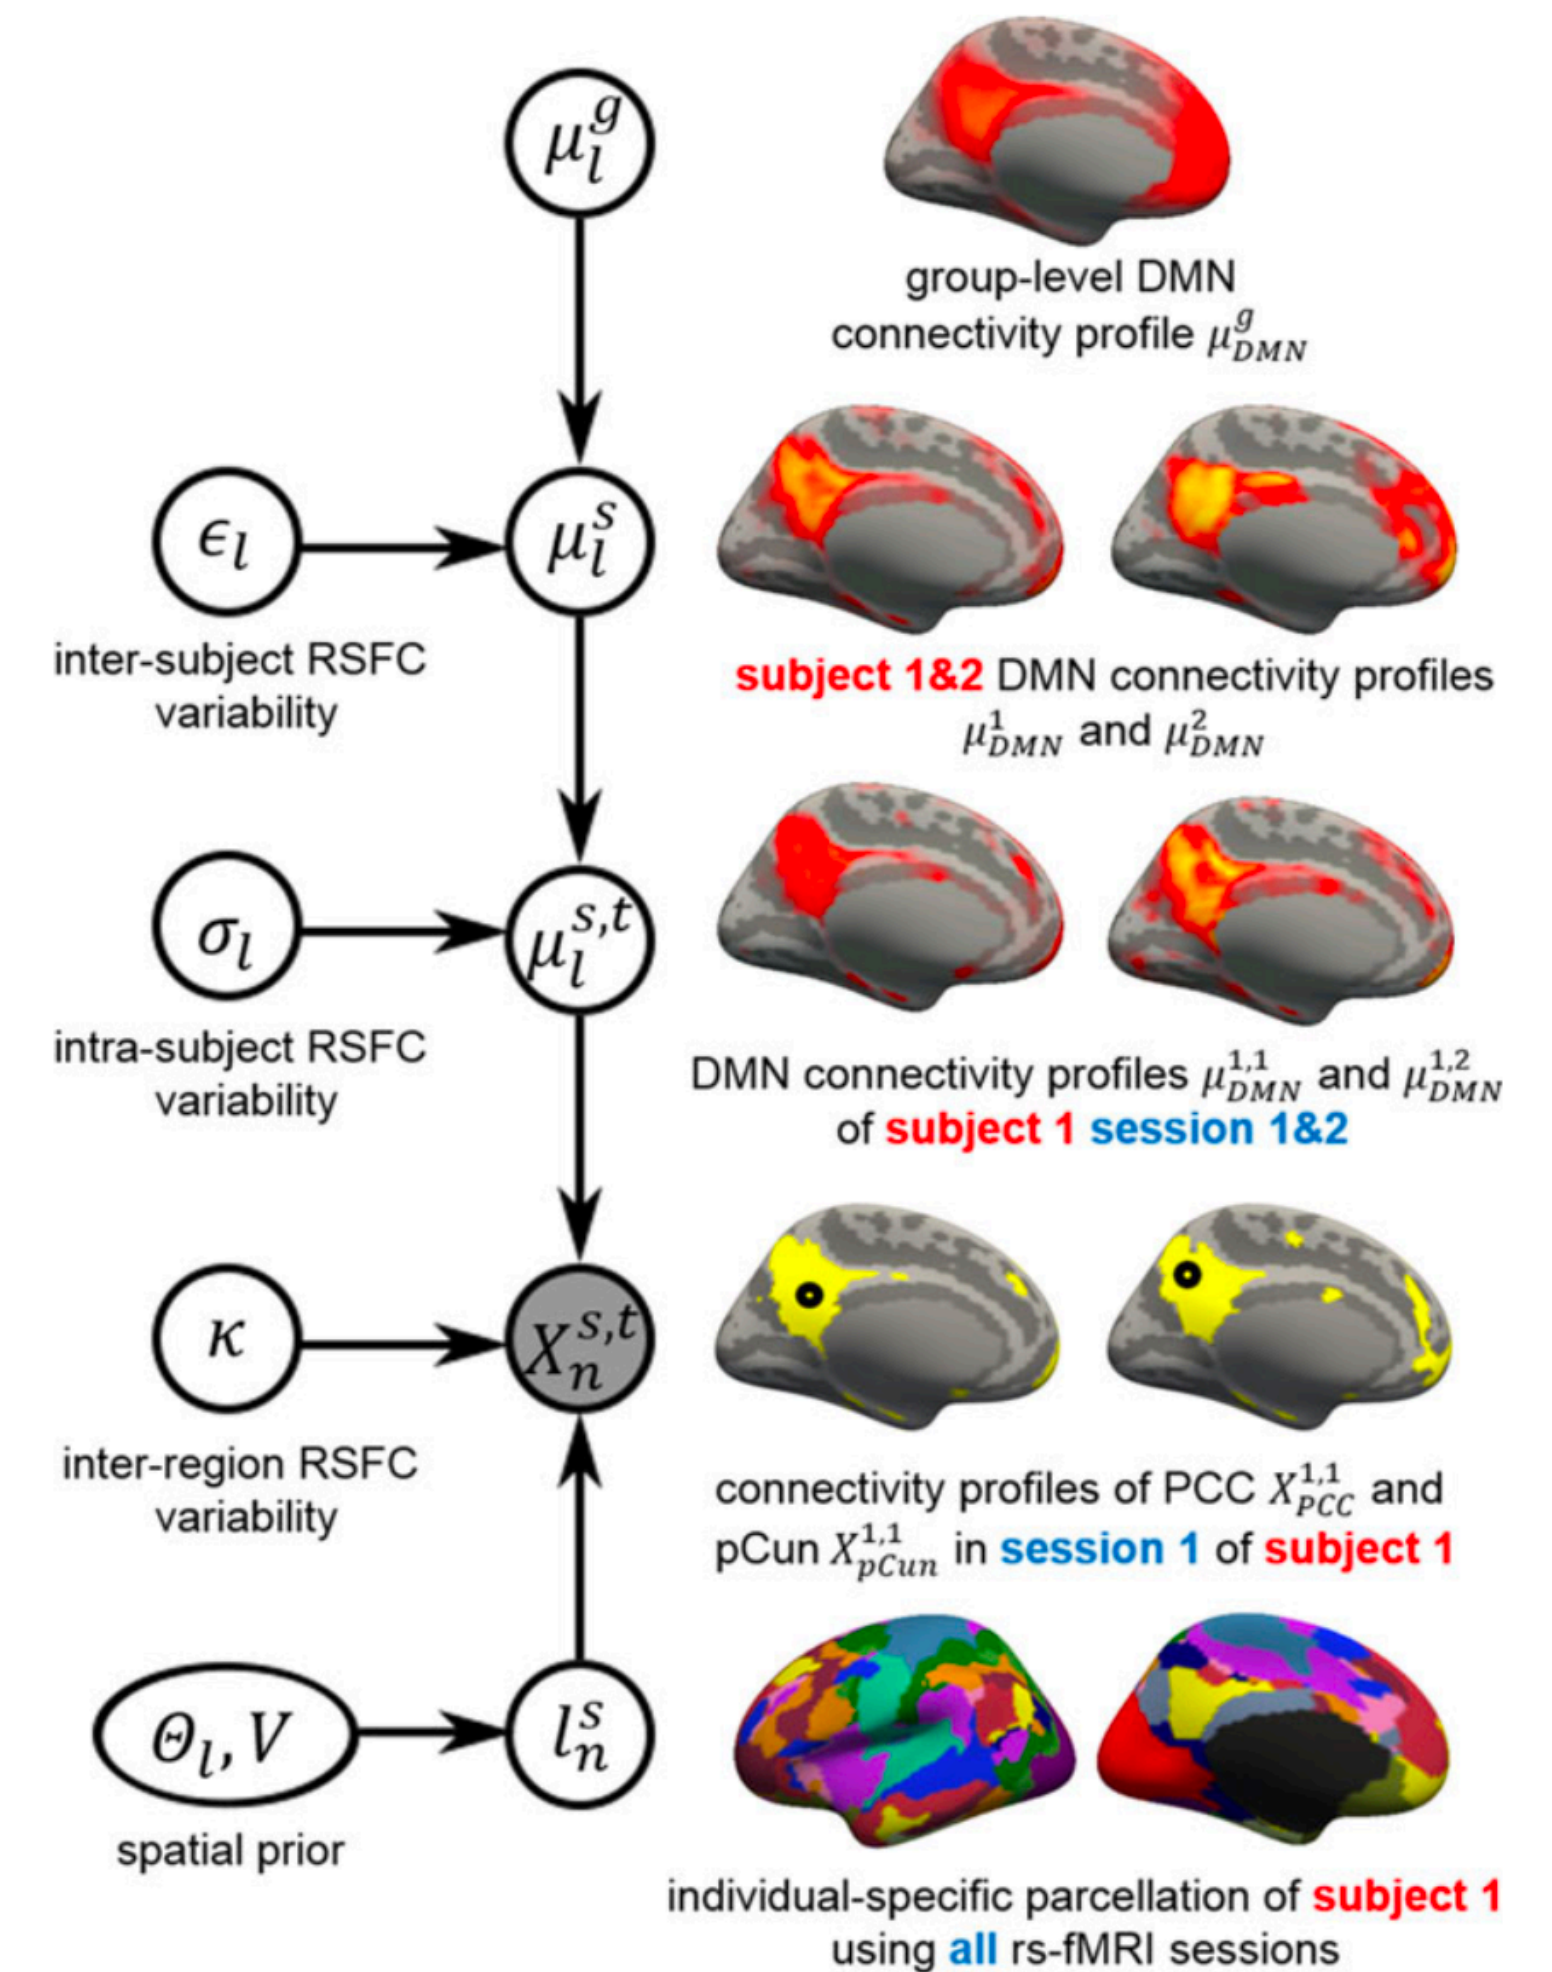 μ_l^g
group-level DMN
connectivity profile μ_DMN^g
ϵ_l
μ_l^s
inter-subject RSFC
variability
subject 1&2 DMN connectivity profiles
μ_DMN^1 and μ_DMN^2
σ_l
μ_l^{s,t}
intra-subject RSFC
variability
DMN connectivity profiles μ_DMN^{1,1} and μ_DMN^{1,2}
of subject 1 session 1&2
κ
X_n^{s,t}
inter-region RSFC
variability
connectivity profiles of PCC X_PCC^{1,1} and
pCun X_pCun^{1,1} in session 1 of subject 1
Θ_l, V
l_n^s
spatial prior
individual-specific parcellation of subject 1
using all rs-fMRI sessions